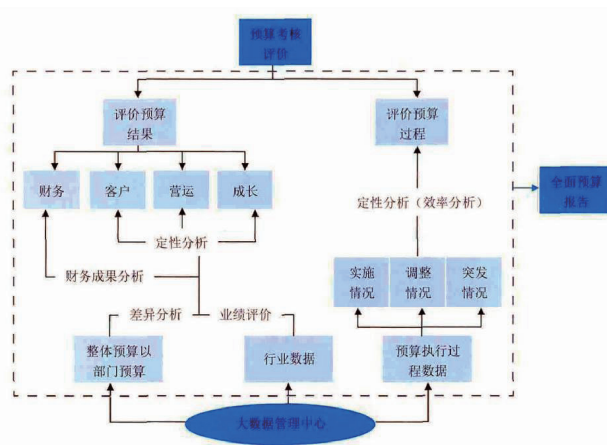 预算考核
评价
评价预算
结果
评价预算
过程
财务
客户
营运
成长
全面预算
报告
定性分析（效率分析）
定性分析
财务成果分析
实施
情况
调整
情况
突发
情况
差异分析
业绩评价
整体预算以
部门预算
行业数据
预算执行过
程数据
大数据管理中心